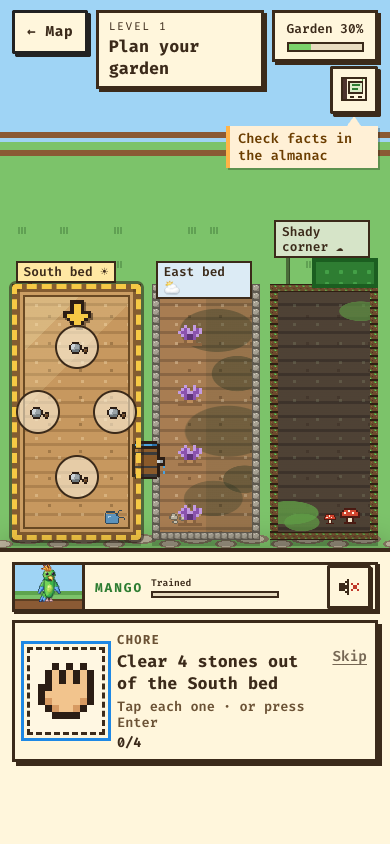 ← Map
LEVEL 1
Plan your
garden
Garden 30%
Check facts in
the almanac
Shady
corner ☁
South bed ☀
East bed
🌥
MANGO
Trained
CHORE
Clear 4 stones out
of the South bed
Skip
Tap each one · or press
Enter
0/4